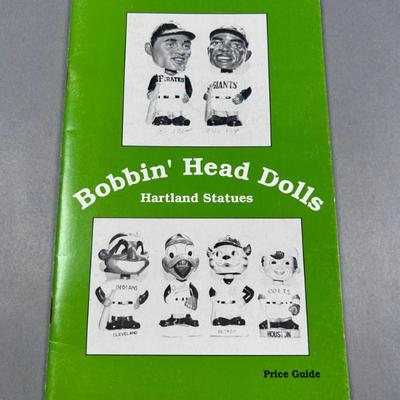 PIRATES
GIANTS
Bobbin' Head Dolls
Hartland Statues
INDIANS
CLEVELAND
DETROIT
COLTS
HOUSTON
Price Guide